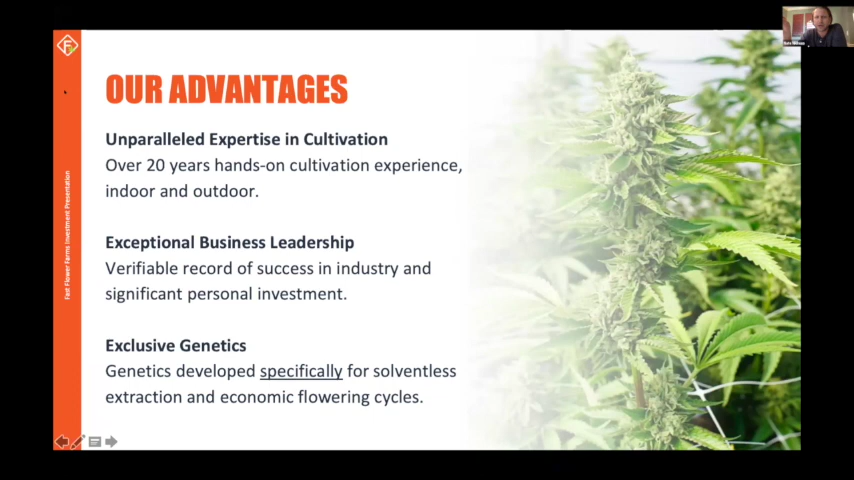 OUR ADVANTAGES
Unparalleled Expertise in Cultivation
Over 20 years hands-on cultivation experience,
indoor and outdoor.
Exceptional Business Leadership
Verifiable record of success in industry and
significant personal investment.
Exclusive Genetics
Genetics developed specifically for solventless
extraction and economic flowering cycles.
Fast Flower Farms Investment Presentation